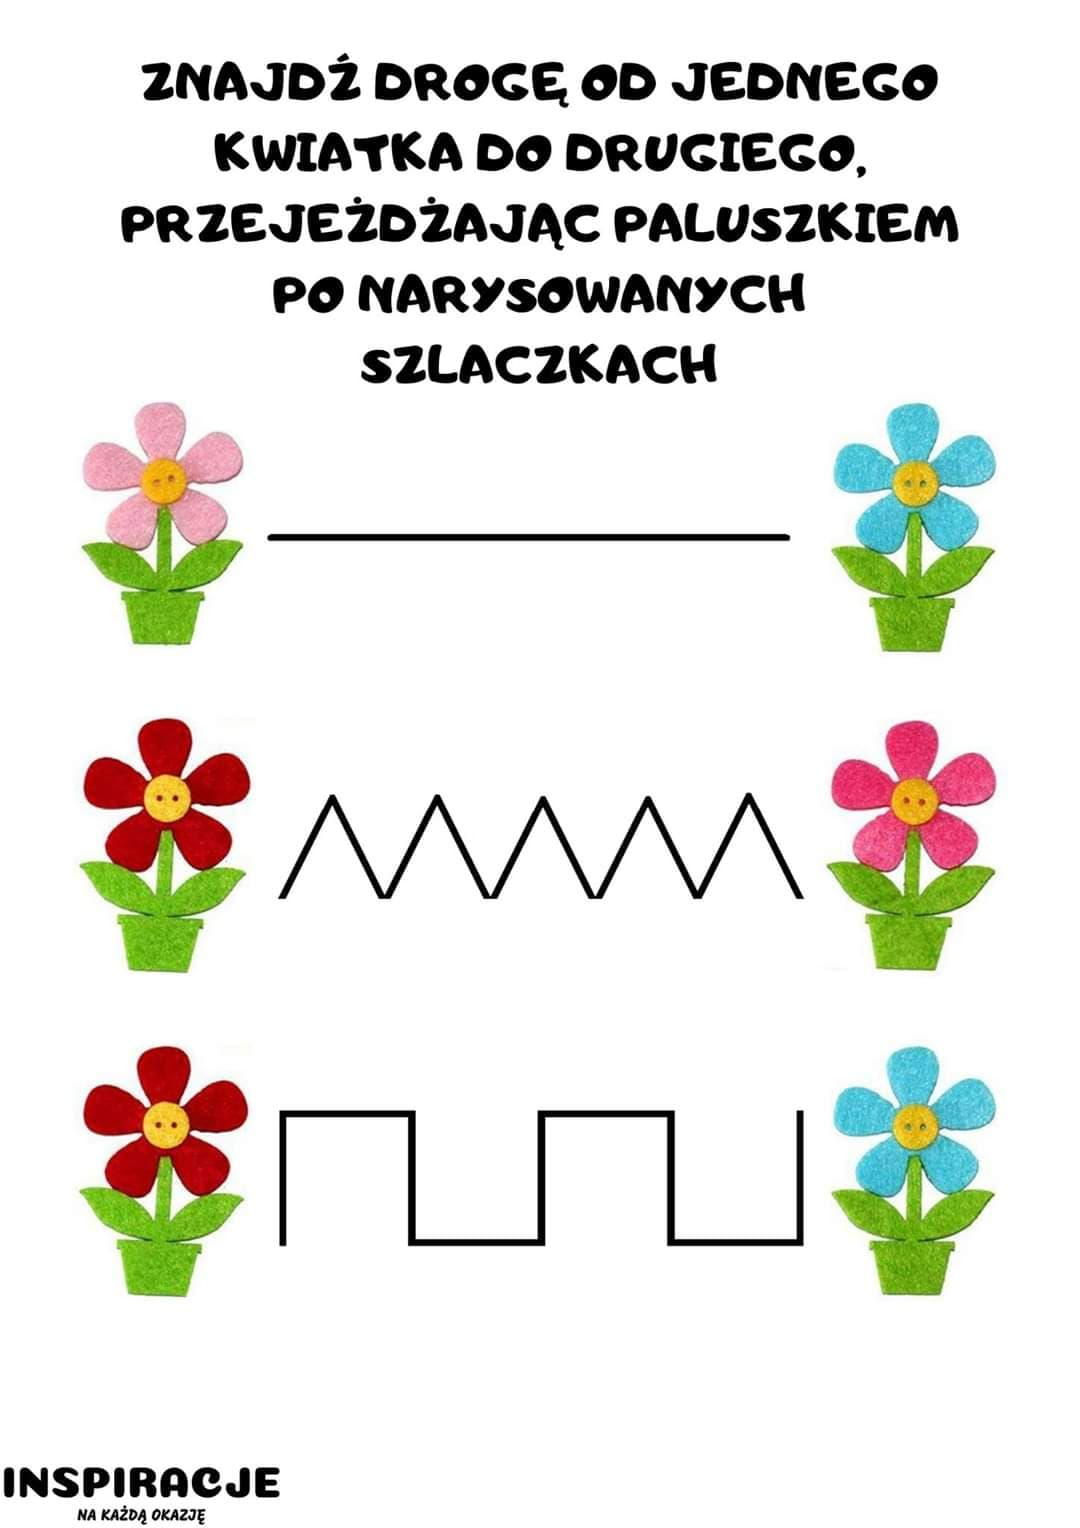 ZNAJDŹ DROGĘ OD JEDNEGO
KWIATKA DO DRUGIEGO,
PRZEJEŻDŻAJĄC PALUSZKIEM
PO NARYSOWANYCH
SZLACZKACH
INSPIRACJE
NA KAŻDĄ OKAZJĘ